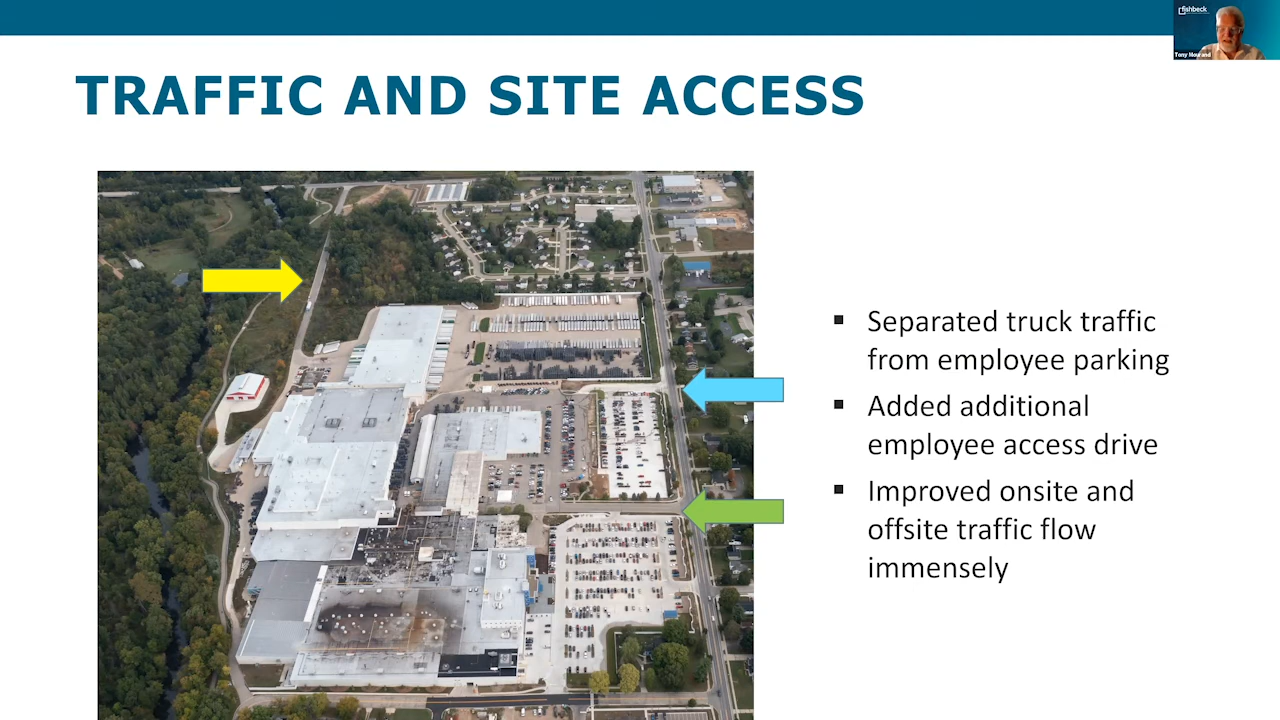 fishbeck
Tony Nourand
TRAFFIC AND SITE ACCESS
▪ Separated truck traffic
from employee parking
▪ Added additional
employee access drive
▪ Improved onsite and
offsite traffic flow
immensely